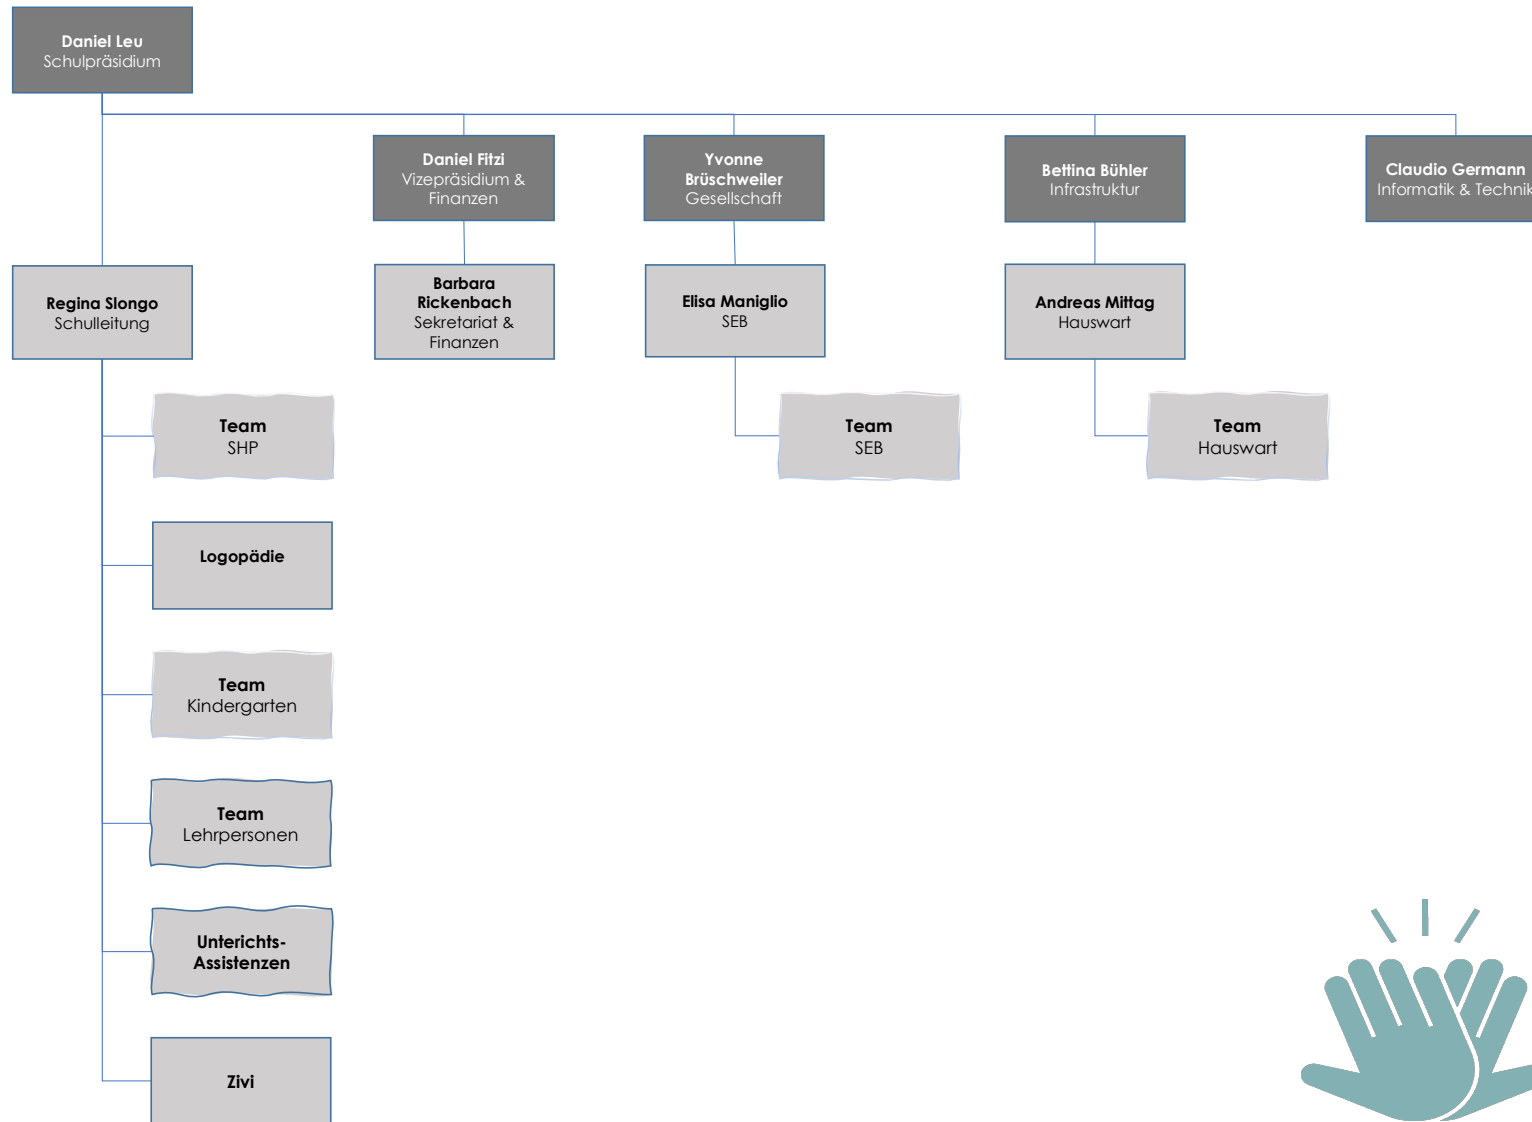 Daniel Leu
Schulpräsidium
Daniel Fitzi
Vizepräsidium &
Finanzen
Yvonne
Brüschweiler
Gesellschaft
Bettina Bühler
Infrastruktur
Claudio Germann
Informatik & Technik
Regina Slongo
Schulleitung
Barbara
Rickenbach
Sekretariat &
Finanzen
Elisa Maniglio
SEB
Andreas Mittag
Hauswart
Team
SHP
Team
SEB
Team
Hauswart
Logopädie
Team
Kindergarten
Team
Lehrpersonen
Unterichts-
Assistenzen
Zivi